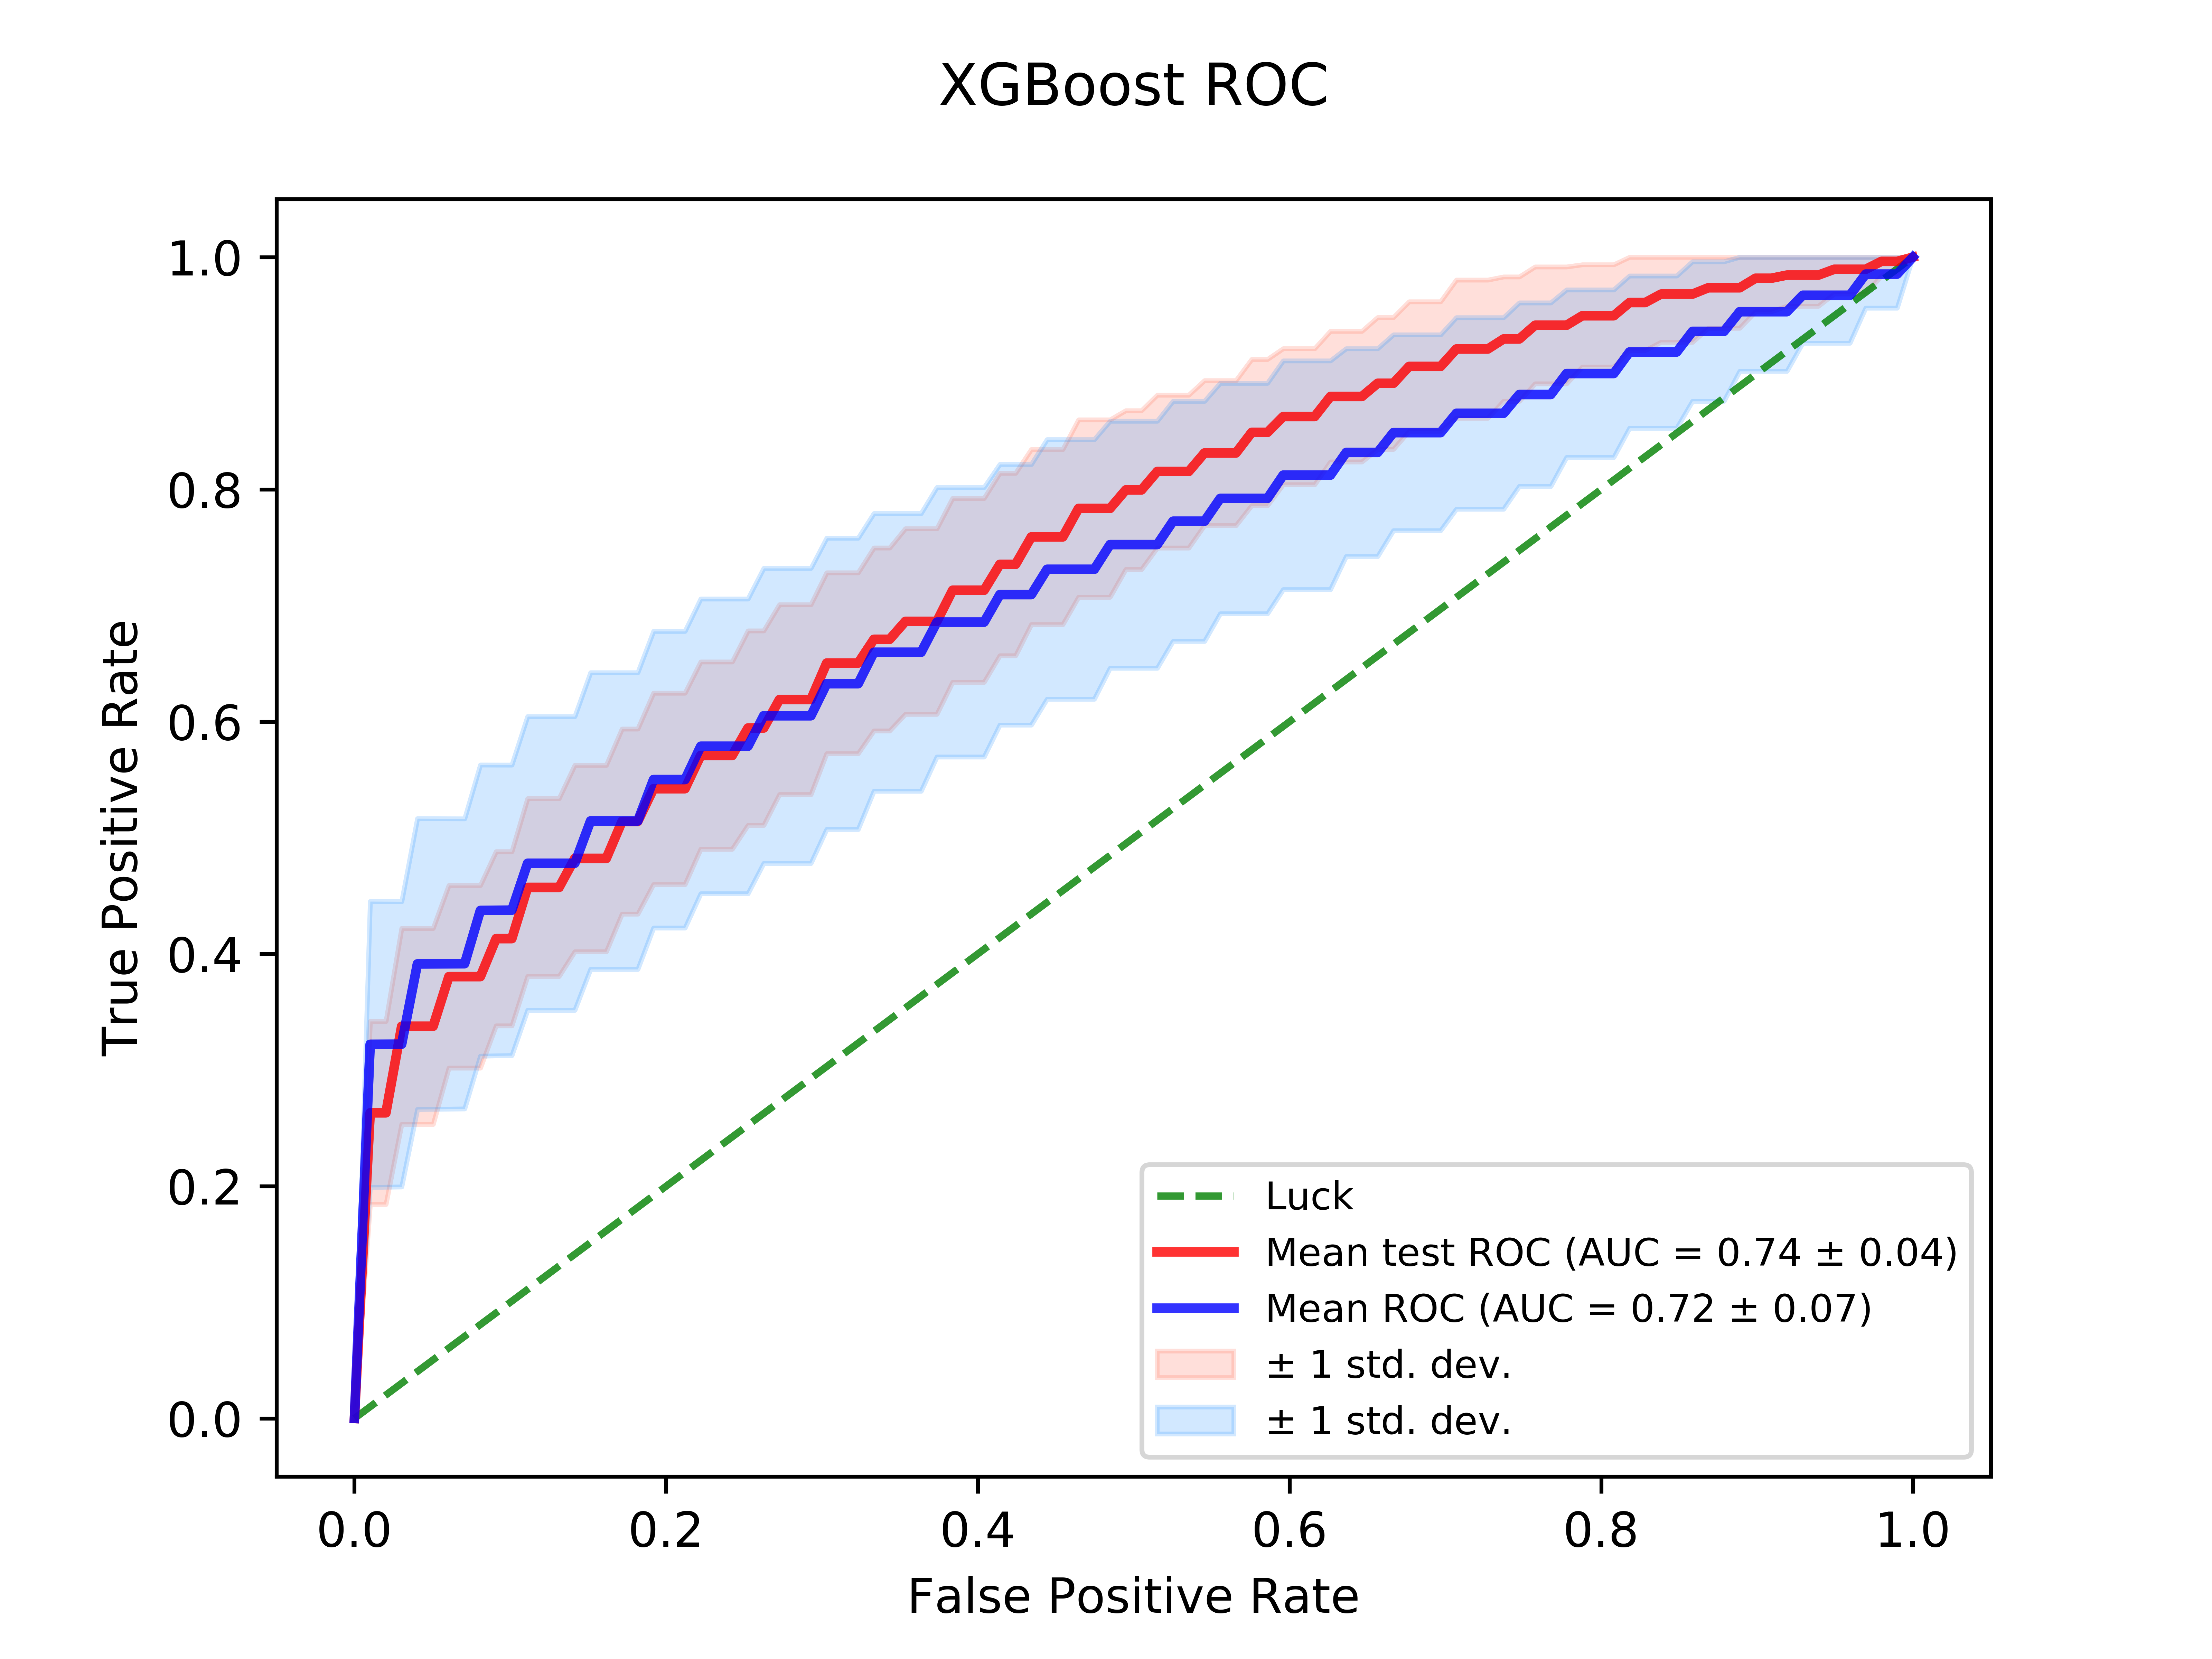 XGBoost ROC
1.0
0.8
0.6
0.4
0.2
0.0
True Positive Rate
Luck
Mean test ROC (AUC = 0.74 ± 0.04)
Mean ROC (AUC = 0.72 ± 0.07)
± 1 std. dev.
± 1 std. dev.
0.0 0.2 0.4 0.6 0.8 1.0
False Positive Rate